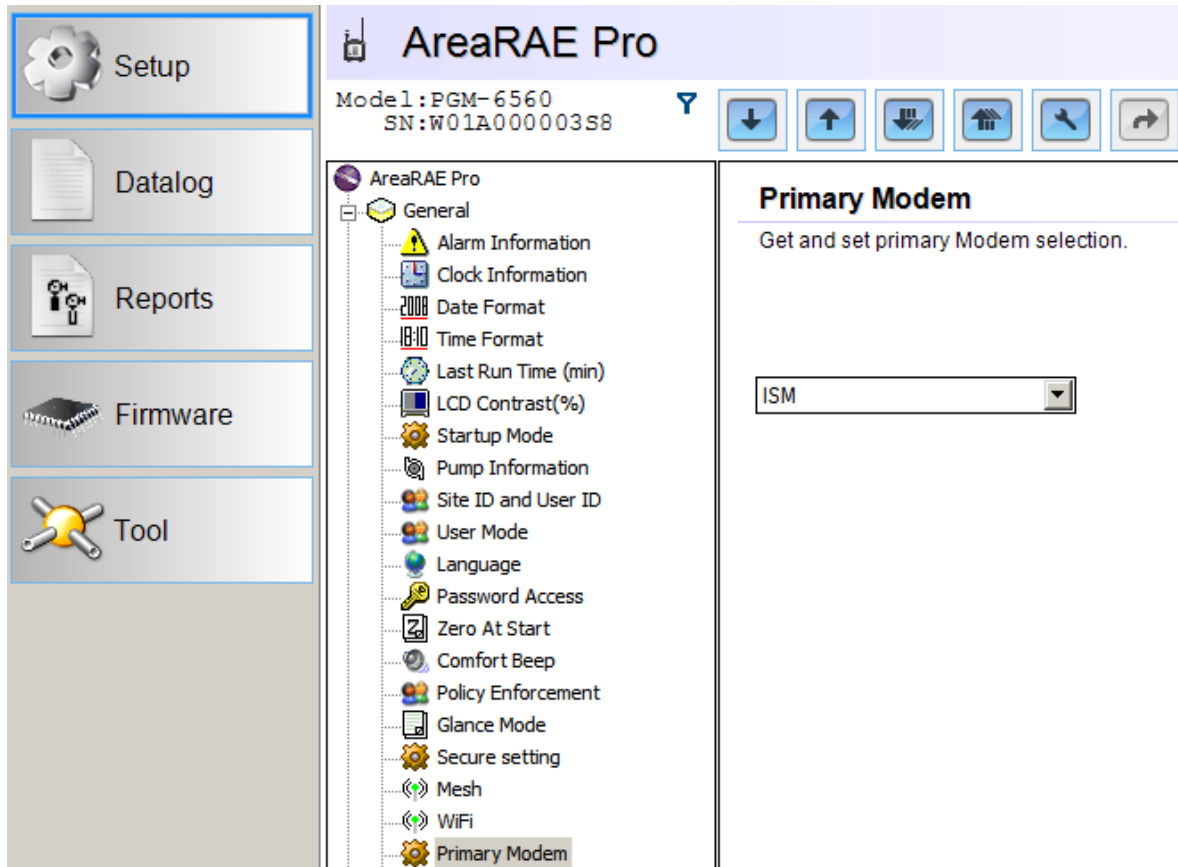 Setup
Datalog
Reports
Firmware
Tool
AreaRAE Pro
Model:PGM-6560
SN:W01A000003S8
AreaRAE Pro
General
Alarm Information
Clock Information
2008 Date Format
18:10 Time Format
Last Run Time (min)
LCD Contrast(%)
Startup Mode
Pump Information
Site ID and User ID
User Mode
Language
Password Access
Zero At Start
Comfort Beep
Policy Enforcement
Glance Mode
Secure setting
Mesh
WiFi
Primary Modem
Primary Modem
Get and set primary Modem selection.
ISM